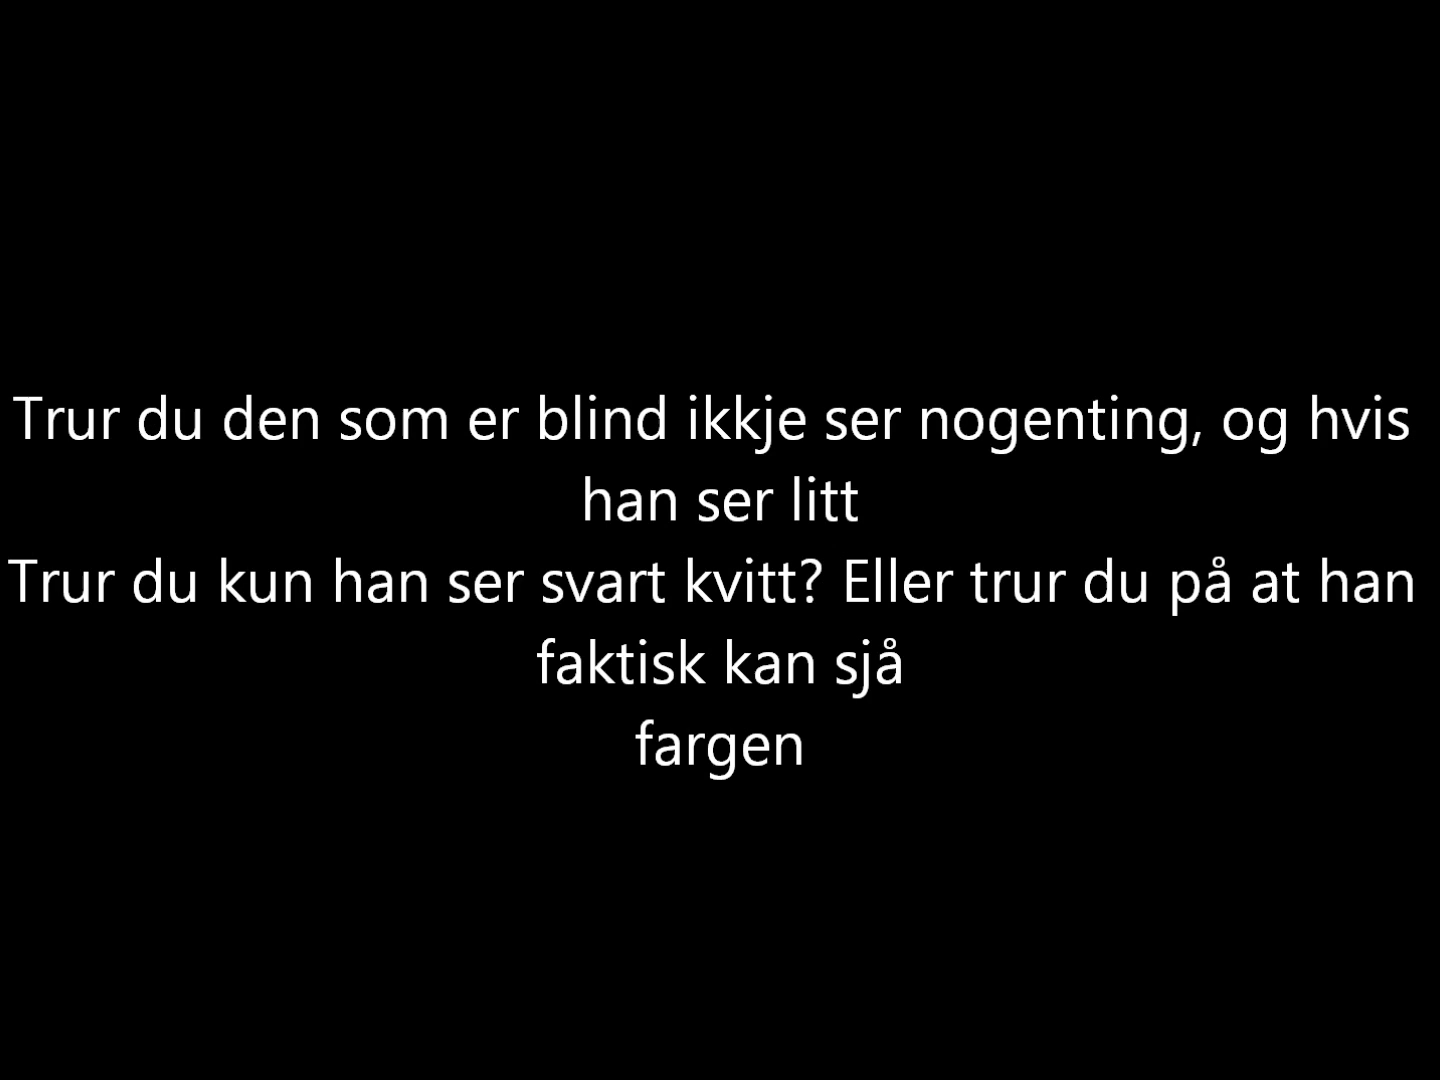 Trur du den som er blind ikkje ser nogenting, og hvis
han ser litt
Trur du kun han ser svart kvitt? Eller trur du på at han
faktisk kan sjå
fargen